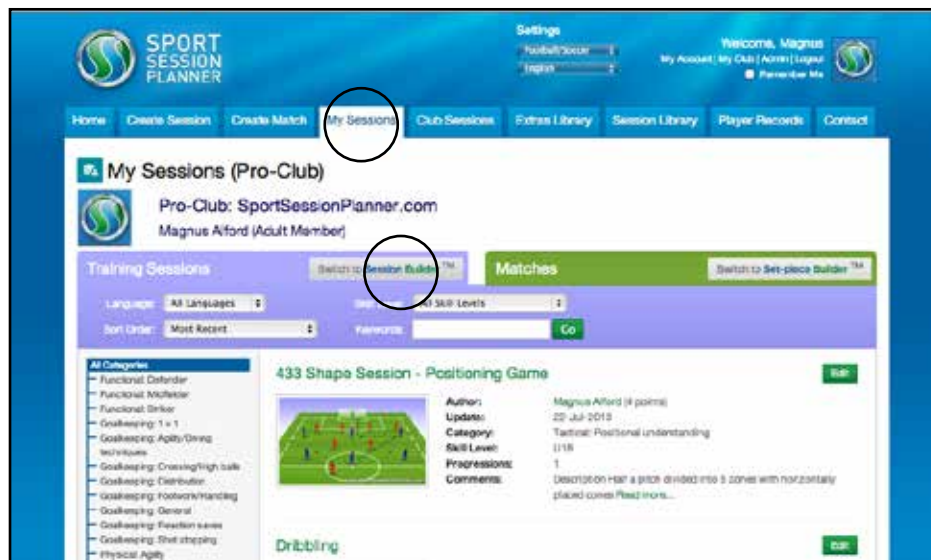 SPORT
SESSION
PLANNER
Settings
Football/Soccer
English
Welcome, Magnus
My Account | My Club | Admin | Logout
Remember Me
Home Create Session Create Match My Sessions Club Sessions Extras Library Session Library Player Records Contact
My Sessions (Pro-Club)
Pro-Club: SportSessionPlanner.com
Magnus Alford (Adult Member)
Training Sessions Switch to Session Builder ™ Matches Switch to Set-piece Builder ™
Language: All Languages All Skill Levels
Sort Order: Most Recent Keywords: Go
All Categories
Functional: Defender
Functional: Midfielder
Functional: Striker
Goalkeeping: 1 v 1
Goalkeeping: Agility/Diving
techniques
Goalkeeping: Crossing/High balls
Goalkeeping: Distribution
Goalkeeping: Footwork/Handling
Goalkeeping: General
Goalkeeping: Reaction saves
Goalkeeping: Shot stopping
Physical: Agility
433 Shape Session - Positioning Game Edit
Author: Magnus Alford (4 points)
Update: 22-Jul-2013
Category: Tactical: Positional understanding
Skill Level: U18
Progressions: 1
Comments: Description Half a pitch divided into 5 zones with horizontally
placed cones Read more...
Dribbling Edit